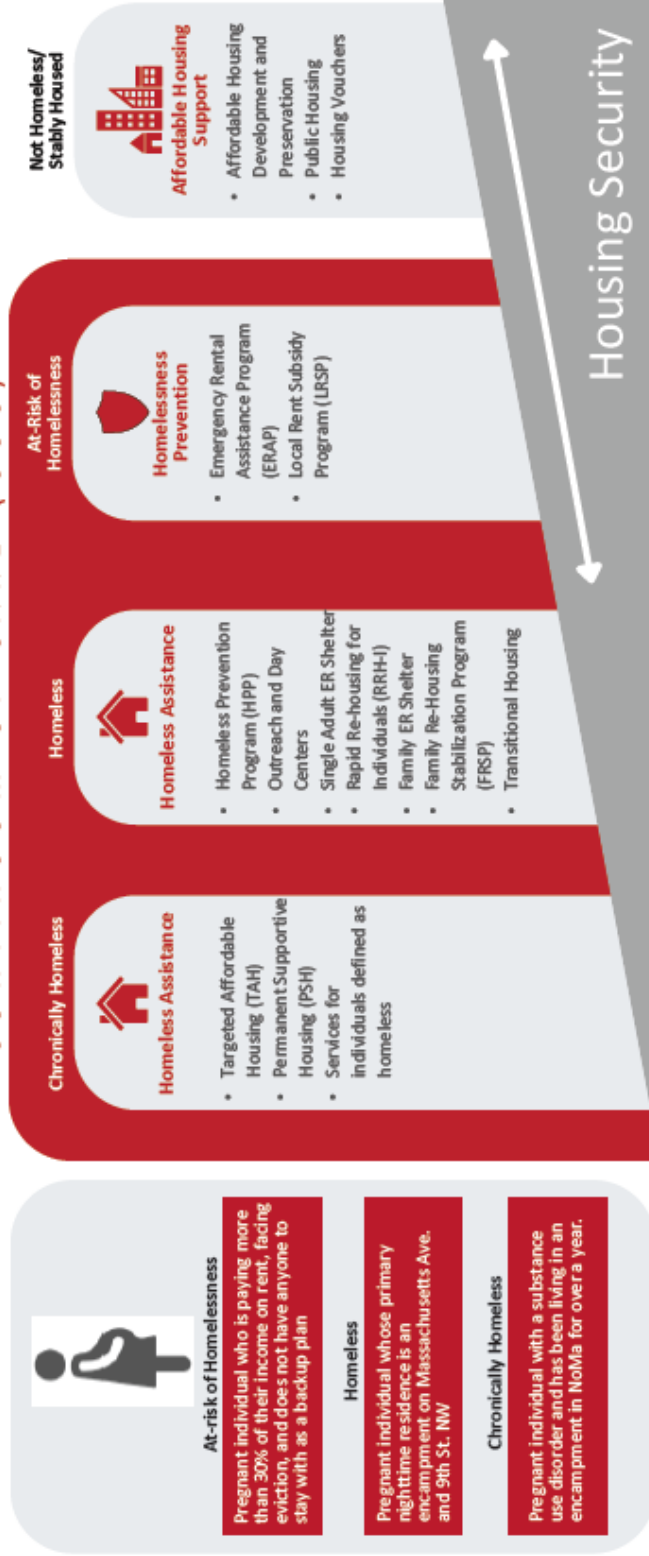 At-risk of Homelessness
Pregnant individual who is paying more
than 30% of their income on rent, facing
eviction, and does not have anyone to
stay with as a backup plan
Homeless
Pregnant individual whose primary
nighttime residence is an
encampment on Massachusetts Ave.
and 9th St. NW
Chronically Homeless
Pregnant individual with a substance
use disorder and has been living in an
encampment in NoMa for over a year.
Chronically Homeless
Homeless Assistance
• Targeted Affordable
Housing (TAH)
• Permanent Supportive
Housing (PSH)
• Services for
individuals defined as
homeless
Homeless
Homeless Assistance
• Homeless Prevention
Program (HPP)
• Outreach and Day
Centers
• Single Adult ER Shelter
• Rapid Re-housing for
Individuals (RRH-I)
• Family ER Shelter
• Family Re-Housing
Stabilization Program
(FRSP)
• Transitional Housing
At-Risk of
Homelessness
Homelessness
Prevention
• Emergency Rental
Assistance Program
(ERAP)
• Local Rent Subsidy
Program (LRSP)
Not Homeless/
Stably Housed
Affordable Housing
Support
• Affordable Housing
Development and
Preservation
• Public Housing
• Housing Vouchers
Housing Security